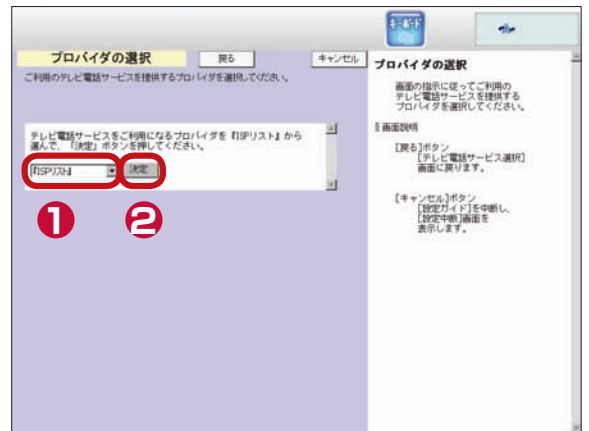 キーボード
プロバイダの選択
戻る
キャンセル
ご利用のテレビ電話サービスを提供するプロバイダを選択してください。
テレビ電話サービスをご利用になるプロバイダを『ISPリスト』から
選んで、「決定」ボタンを押してください。
『ISPリスト』
決定
1
2
プロバイダの選択
画面の指示に従ってご利用の
テレビ電話サービスを提供する
プロバイダを選択してください。
画面説明
[戻る]ボタン
[テレビ電話サービス選択]
画面に戻ります。
[キャンセル]ボタン
[設定ガイド]を中断し、
[設定中断]画面を
表示します。